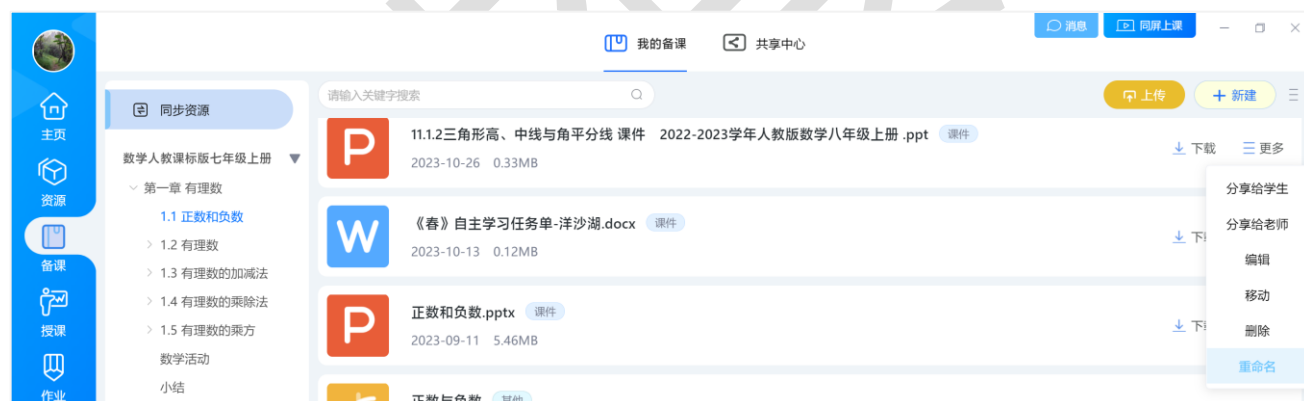 消息
同屏上课
我的备课
共享中心
主页
资源
备课
授课
作业
同步资源
数学人教课标版七年级上册
第一章 有理数
1.1 正数和负数
1.2 有理数
1.3 有理数的加减法
1.4 有理数的乘除法
1.5 有理数的乘方
数学活动
小结
请输入关键字搜索
上传
新建
11.1.2三角形高、中线与角平分线 课件 2022-2023学年人教版数学八年级上册 .ppt 课件
2023-10-26 0.33MB
下载 更多
《春》自主学习任务单-洋沙湖.docx 课件
2023-10-13 0.12MB
下
正数和负数.pptx 课件
2023-09-11 5.46MB
下
正数与负数 其他
分享给学生
分享给老师
编辑
移动
删除
重命名